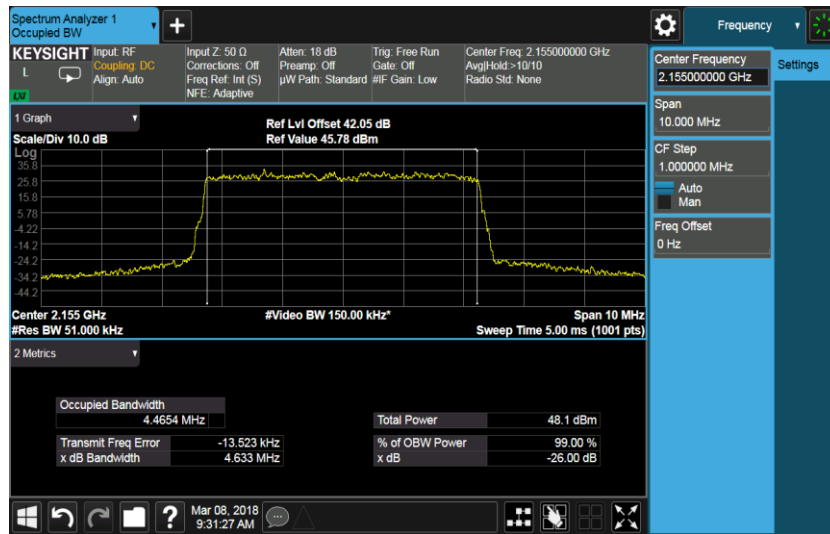 Spectrum Analyzer 1
Occupied BW
Frequency
KEYSIGHT
L
LXI
Input: RF
Coupling: DC
Align: Auto
Input Z: 50 Ω
Corrections: Off
Freq Ref: Int (S)
NFE: Adaptive
Atten: 18 dB
Preamp: Off
µW Path: Standard
Trig: Free Run
Gate: Off
#IF Gain: Low
Center Freq: 2.155000000 GHz
Avg|Hold:>10/10
Radio Std: None
Center Frequency
2.155000000 GHz
Settings
Span
10.000 MHz
CF Step
1.000000 MHz
Auto
Man
Freq Offset
0 Hz
1 Graph
Scale/Div 10.0 dB
Ref Lvl Offset 42.05 dB
Ref Value 45.78 dBm
Log
35.8
25.8
15.8
5.78
-4.22
-14.2
-24.2
-34.2
-44.2
Center 2.155 GHz
#Res BW 51.000 kHz
#Video BW 150.00 kHz*
Span 10 MHz
Sweep Time 5.00 ms (1001 pts)
2 Metrics
Occupied Bandwidth
4.4654 MHz
Total Power 48.1 dBm
Transmit Freq Error -13.523 kHz
% of OBW Power 99.00 %
x dB Bandwidth 4.633 MHz
x dB -26.00 dB
Mar 08, 2018
9:31:27 AM